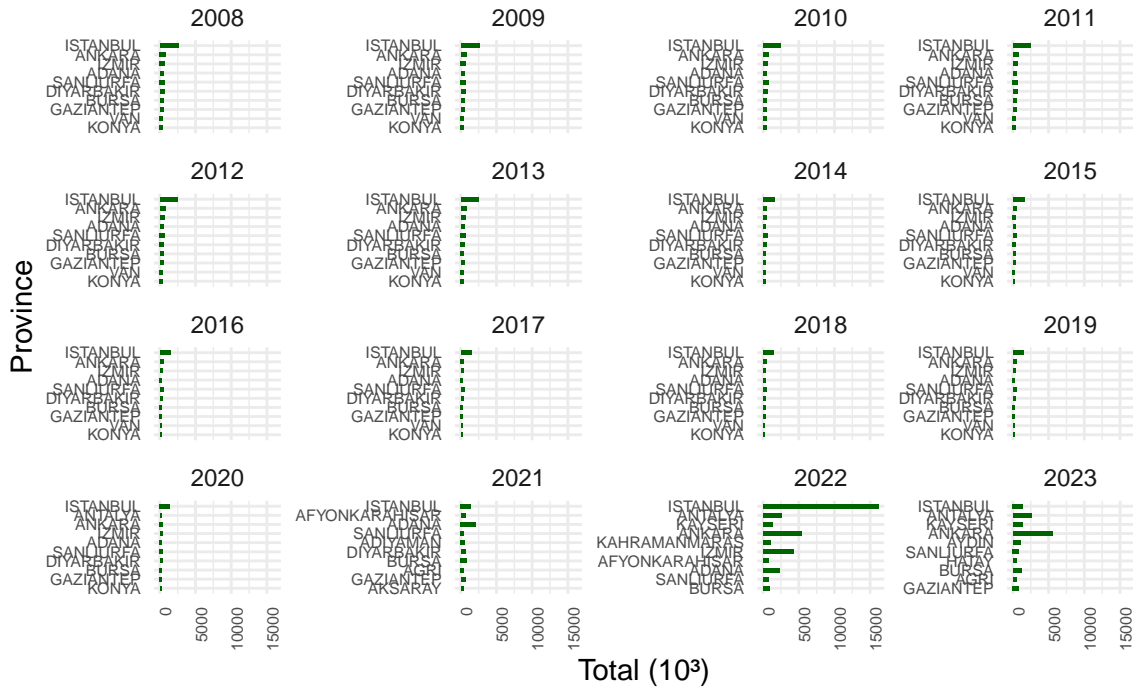 2008
ISTANBUL
ANKARA
IZMIR
ADANA
SANLIURFA
DIYARBAKIR
BURSA
GAZIANTEP
VAN
KONYA
2009
ISTANBUL
ANKARA
IZMIR
ADANA
SANLIURFA
DIYARBAKIR
BURSA
GAZIANTEP
VAN
KONYA
2010
ISTANBUL
ANKARA
IZMIR
ADANA
SANLIURFA
DIYARBAKIR
BURSA
GAZIANTEP
VAN
KONYA
2011
ISTANBUL
ANKARA
IZMIR
ADANA
SANLIURFA
DIYARBAKIR
BURSA
GAZIANTEP
VAN
KONYA
2012
ISTANBUL
ANKARA
IZMIR
ADANA
SANLIURFA
DIYARBAKIR
BURSA
GAZIANTEP
VAN
KONYA
2013
ISTANBUL
ANKARA
IZMIR
ADANA
SANLIURFA
DIYARBAKIR
BURSA
GAZIANTEP
VAN
KONYA
2014
ISTANBUL
ANKARA
IZMIR
ADANA
SANLIURFA
DIYARBAKIR
BURSA
GAZIANTEP
VAN
KONYA
2015
ISTANBUL
ANKARA
IZMIR
ADANA
SANLIURFA
DIYARBAKIR
BURSA
GAZIANTEP
VAN
KONYA
Province
2016
ISTANBUL
ANKARA
IZMIR
ADANA
SANLIURFA
DIYARBAKIR
BURSA
GAZIANTEP
VAN
KONYA
2017
ISTANBUL
ANKARA
IZMIR
ADANA
SANLIURFA
DIYARBAKIR
BURSA
GAZIANTEP
VAN
KONYA
2018
ISTANBUL
ANKARA
IZMIR
ADANA
SANLIURFA
DIYARBAKIR
BURSA
GAZIANTEP
VAN
KONYA
2019
ISTANBUL
ANKARA
IZMIR
ADANA
SANLIURFA
DIYARBAKIR
BURSA
GAZIANTEP
VAN
KONYA
2020
ISTANBUL
ANTALYA
ANKARA
IZMIR
ADANA
SANLIURFA
DIYARBAKIR
BURSA
GAZIANTEP
KONYA
0 5000 10000 15000
2021
ISTANBUL
AFYONKARAHISAR
ADANA
SANLIURFA
ADIYAMAN
DIYARBAKIR
BURSA
AGRI
GAZIANTEP
AKSARAY
0 5000 10000 15000
2022
ISTANBUL
ANTALYA
KAYSERI
ANKARA
KAHRAMANMARAS
IZMIR
AFYONKARAHISAR
ADANA
SANLIURFA
BURSA
0 5000 10000 15000
2023
ISTANBUL
ANTALYA
KAYSERI
ANKARA
AYDIN
SANLIURFA
HATAY
BURSA
AGRI
GAZIANTEP
0 5000 10000 15000
Total (10³)